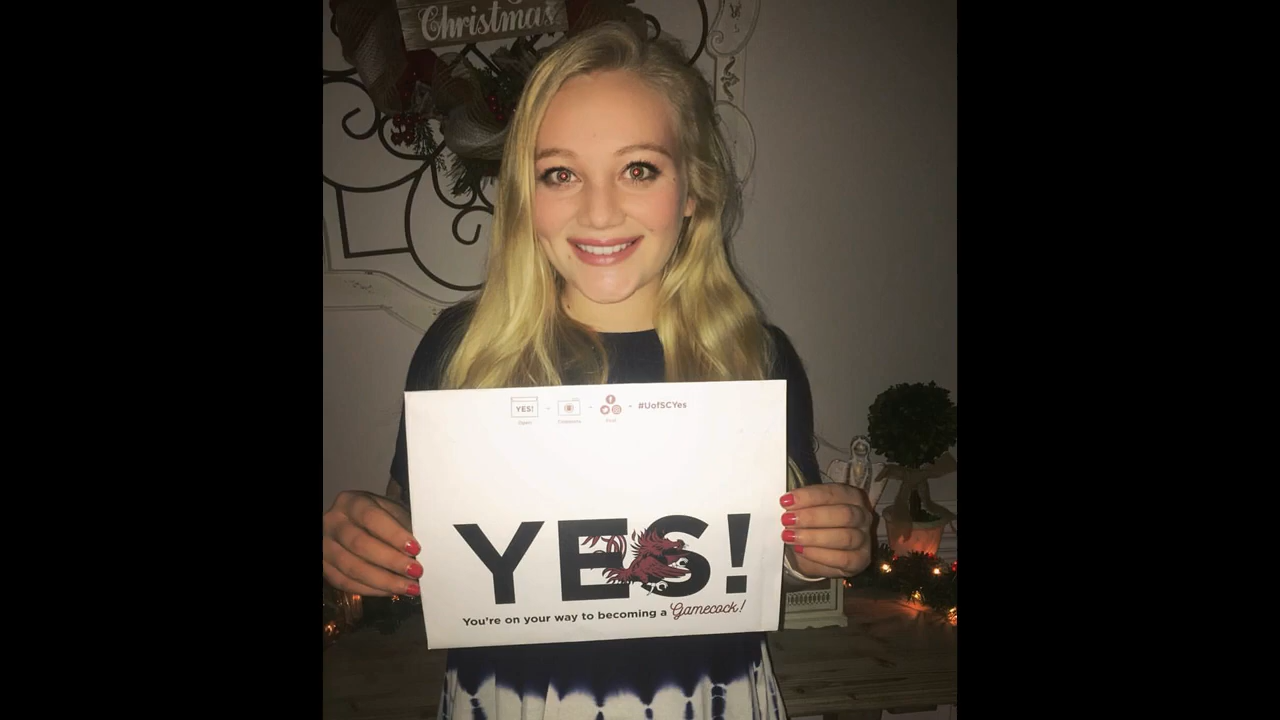 Christmas
YES!
#UofSCYes
YES!
You're on your way to becoming a Gamecock!